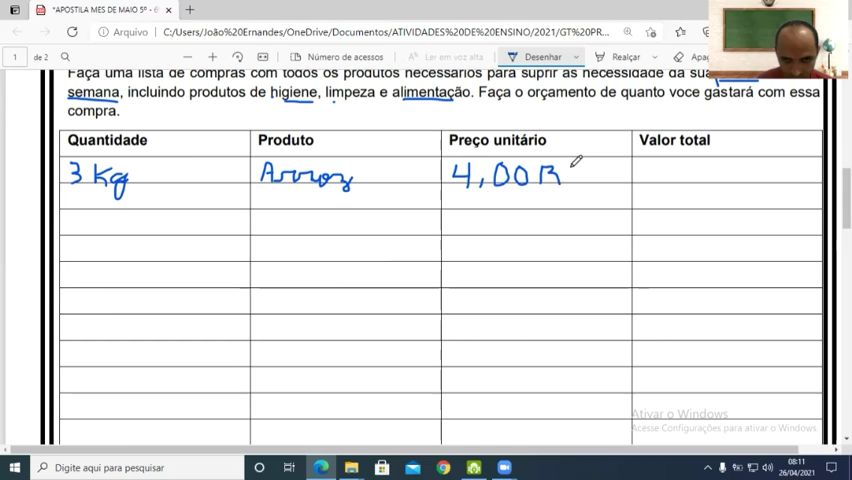 *APOSTILA MES DE MAIO 5º - 6
Arquivo
C:/Users/João%20Ernandes/OneDrive/Documentos/ATIVIDADES%20DE%20ENSINO/2021/GT%20PR...
1 de 2
Número de acessos
Ler em voz alta
Desenhar
Realçar
Apag
Faça uma lista de compras com todos os produtos necessários para suprir as necessidade da sua
semana, incluindo produtos de higiene, limpeza e alimentação. Faça o orçamento de quanto voce gastará com essa
compra.
Quantidade Produto Preço unitário Valor total
3 Kg Arroz 4,00 R
Ativar o Windows
Acesse Configurações para ativar o Windows.
Digite aqui para pesquisar
08:11
26/04/2021